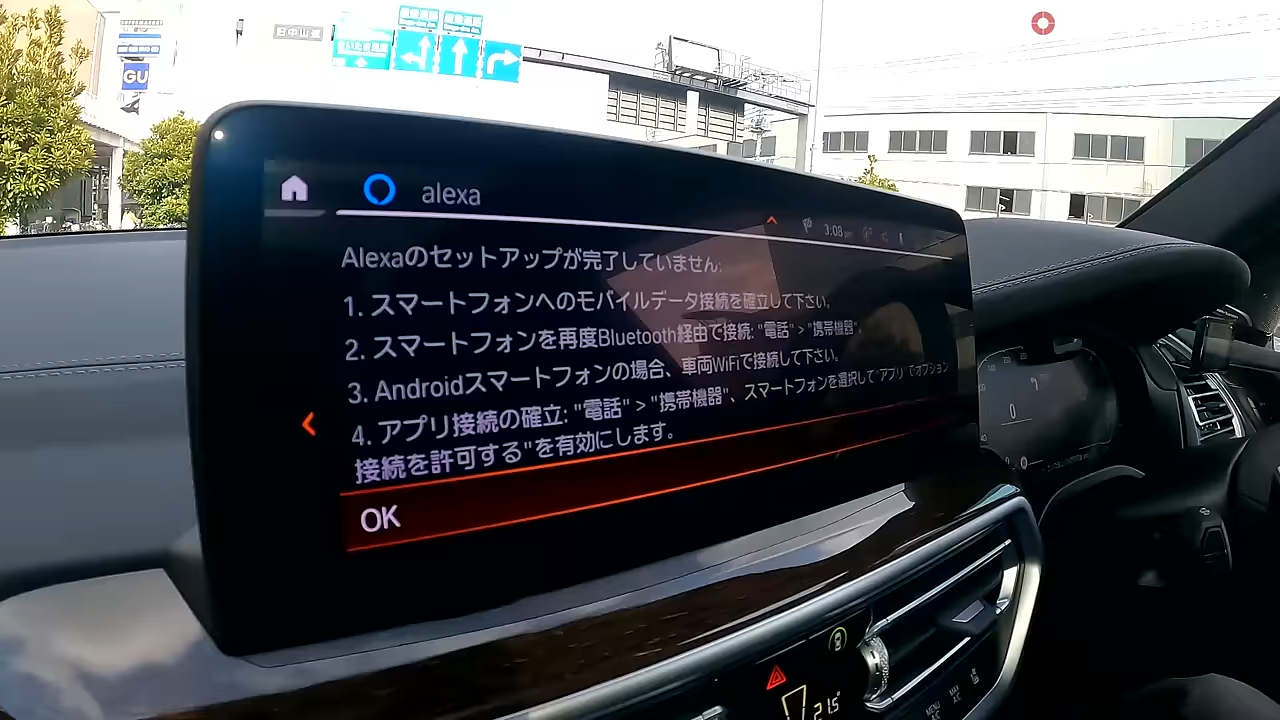 GU
alexa
3:08
Alexaのセットアップが完了していません:
1. スマートフォンへのモバイルデータ接続を確立して下さい。
2. スマートフォンを再度Bluetooth経由で接続: "電話" > "携帯機器"。
3. Androidスマートフォンの場合、車両WiFiで接続して下さい。
4. アプリ接続の確立: "電話" > "携帯機器"、スマートフォンを選択して"アプリでオプション
接続を許可する"を有効にします。
OK
0
21.5°
MENU
A/C
MAX
A/C